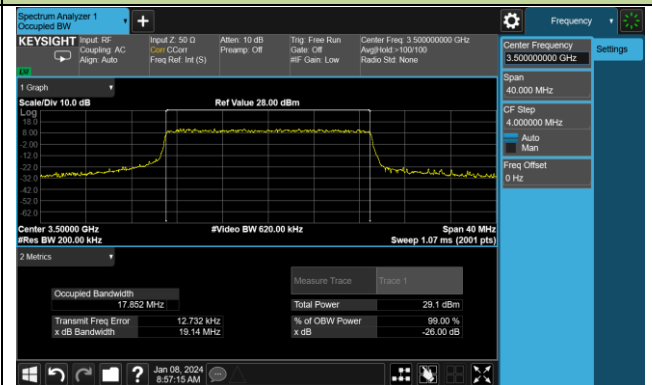 Spectrum Analyzer 1
Occupied BW
Frequency
KEYSIGHT
Input: RF
Coupling: AC
Align: Auto
Input Z: 50 Ω
Corr CCorr
Freq Ref: Int (S)
Atten: 10 dB
Preamp: Off
Trig: Free Run
Gate: Off
#IF Gain: Low
Center Freq: 3.500000000 GHz
Avg|Hold:>100/100
Radio Std: None
Center Frequency
3.500000000 GHz
Settings
Span
40.000 MHz
CF Step
4.000000 MHz
Auto
Man
Freq Offset
0 Hz
1 Graph
Scale/Div 10.0 dB
Ref Value 28.00 dBm
Log
18.0
8.00
-2.00
-12.0
-22.0
-32.0
-42.0
-52.0
-62.0
Center 3.50000 GHz
#Video BW 620.00 kHz
Span 40 MHz
#Res BW 200.00 kHz
Sweep 1.07 ms (2001 pts)
2 Metrics
Measure Trace
Trace 1
Occupied Bandwidth
17.852 MHz
Total Power
29.1 dBm
Transmit Freq Error
12.732 kHz
% of OBW Power
99.00 %
x dB Bandwidth
19.14 MHz
x dB
-26.00 dB
Jan 08, 2024
8:57:15 AM